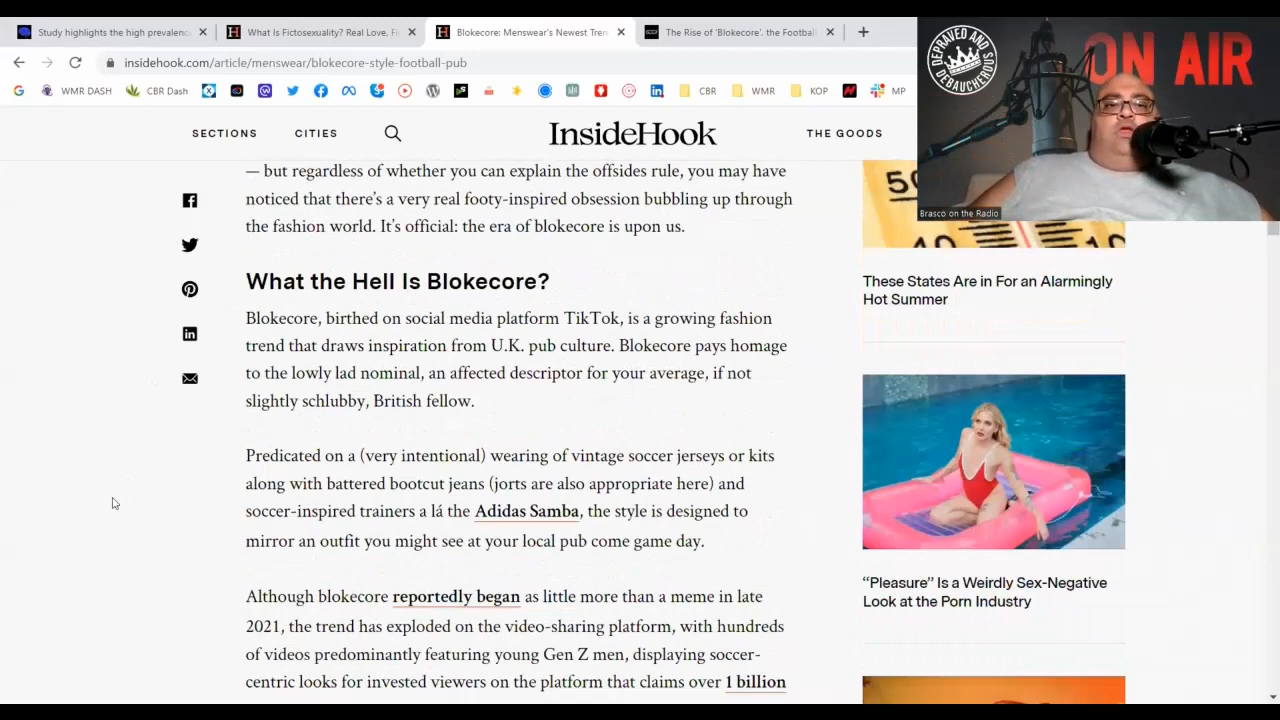 Study highlights the high prevalenc
What Is Fictosexuality? Real Love, F
Blokecore: Menswear's Newest Tren
The Rise of 'Blokecore', the Football
insidehook.com/article/menswear/blokecore-style-football-pub
WMR DASH
CBR Dash
CBR
WMR
KOP
MP
DEPRAVED AND DEBAUCHEROUS
ON AIR
Brasco on the Radio
SECTIONS
CITIES
InsideHook
THE GOODS
— but regardless of whether you can explain the offsides rule, you may have
noticed that there's a very real footy-inspired obsession bubbling up through
the fashion world. It's official: the era of blokecore is upon us.
What the Hell Is Blokecore?
Blokecore, birthed on social media platform TikTok, is a growing fashion
trend that draws inspiration from U.K. pub culture. Blokecore pays homage
to the lowly lad nominal, an affected descriptor for your average, if not
slightly schlubby, British fellow.
Predicated on a (very intentional) wearing of vintage soccer jerseys or kits
along with battered bootcut jeans (jorts are also appropriate here) and
soccer-inspired trainers a lá the Adidas Samba, the style is designed to
mirror an outfit you might see at your local pub come game day.
Although blokecore reportedly began as little more than a meme in late
2021, the trend has exploded on the video-sharing platform, with hundreds
of videos predominantly featuring young Gen Z men, displaying soccer-
centric looks for invested viewers on the platform that claims over 1 billion
These States Are in For an Alarmingly
Hot Summer
“Pleasure” Is a Weirdly Sex-Negative
Look at the Porn Industry